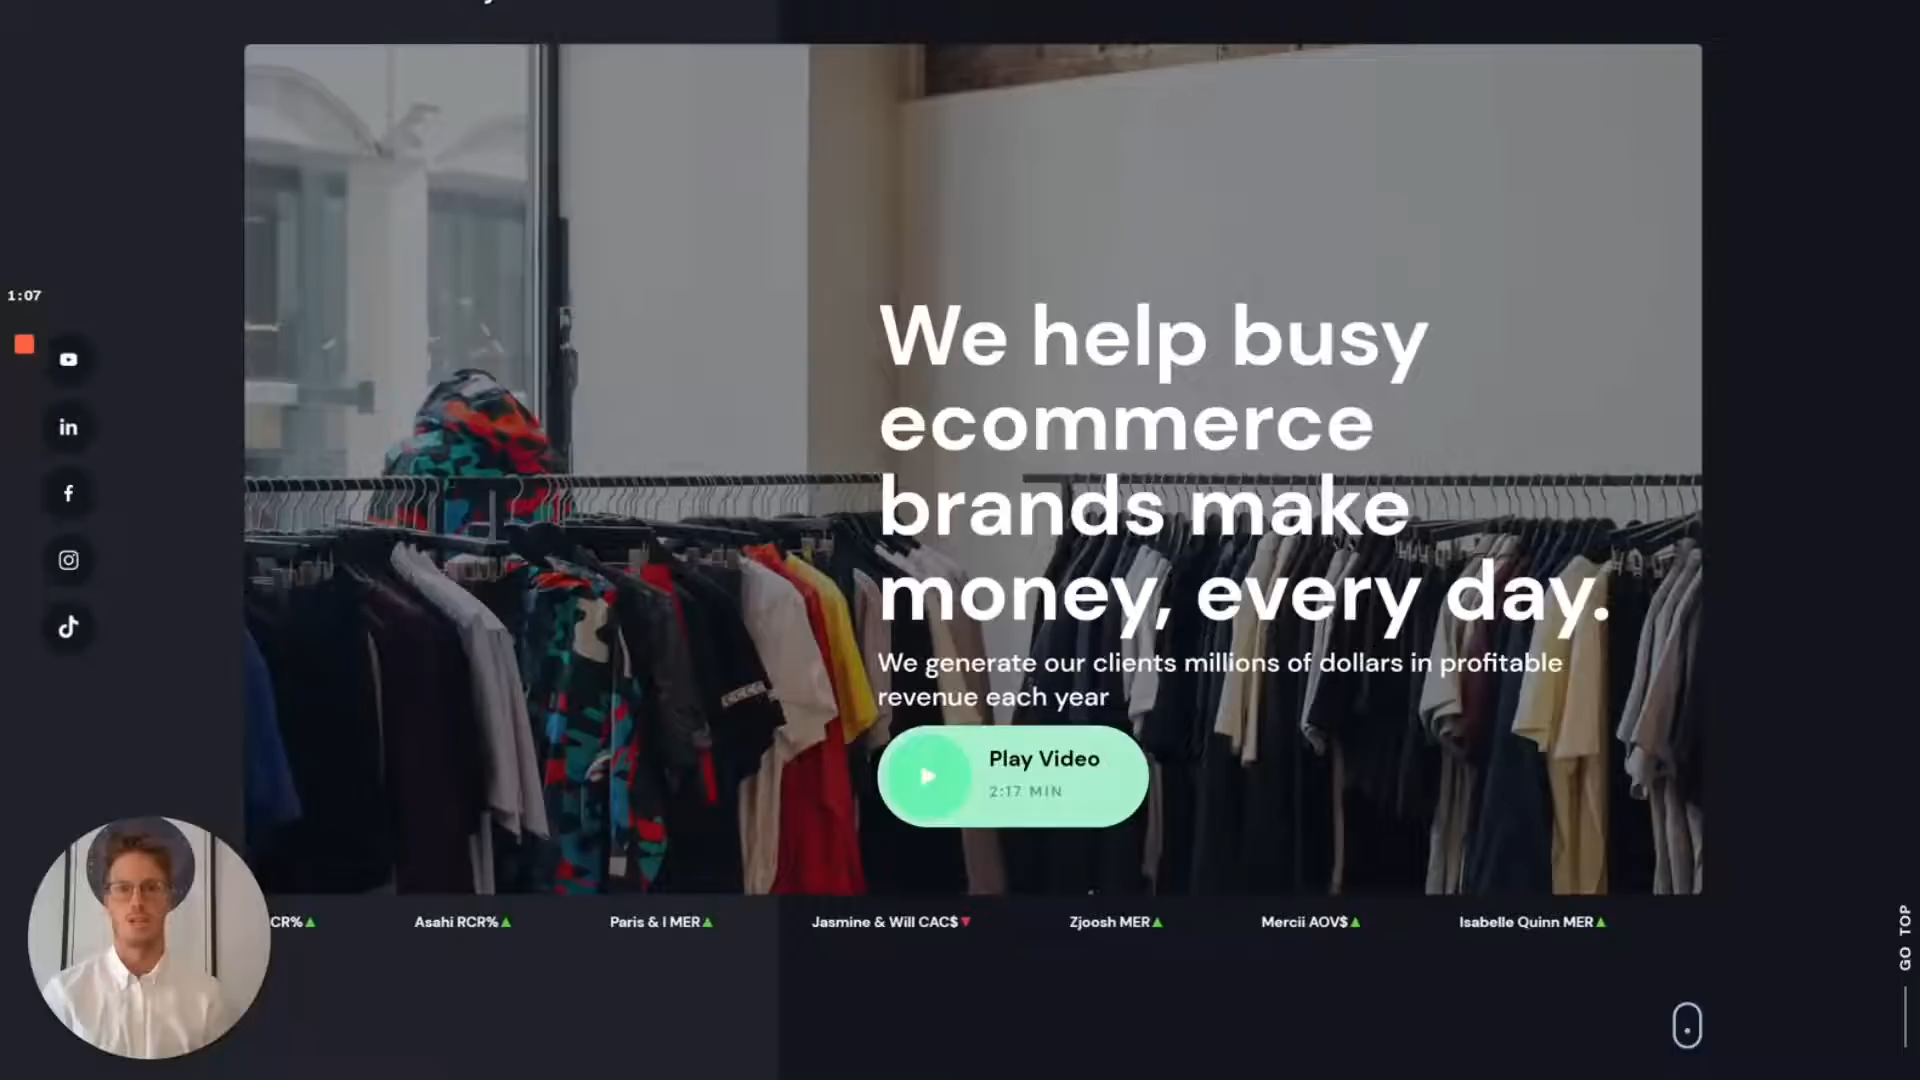 1:07
We help busy
ecommerce
brands make
money, every day.
We generate our clients millions of dollars in profitable
revenue each year
Play Video
2:17 MIN
CR%▲ Asahi RCR%▲ Paris & I MER▲ Jasmine & Will CAC$▼ Zjoosh MER▲ Mercii AOV$▲ Isabelle Quinn MER▲
GO TOP